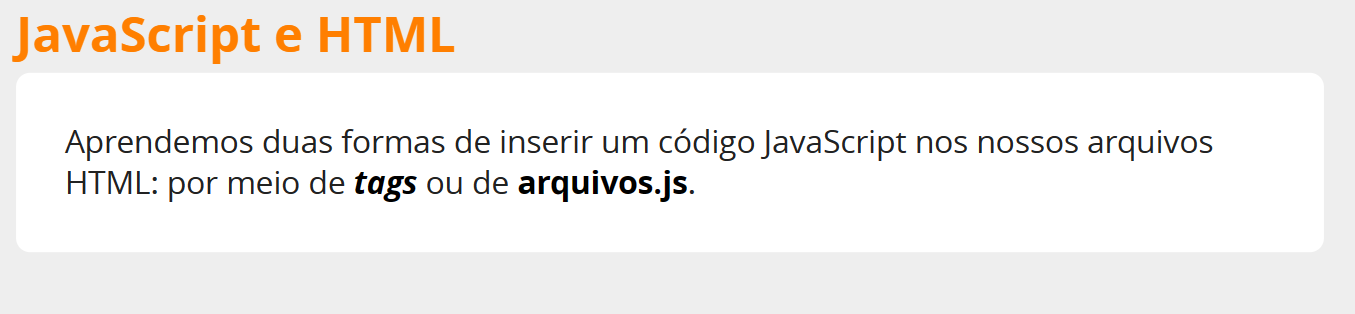 JavaScript e HTML
Aprendemos duas formas de inserir um código JavaScript nos nossos arquivos
HTML: por meio de tags ou de arquivos.js.